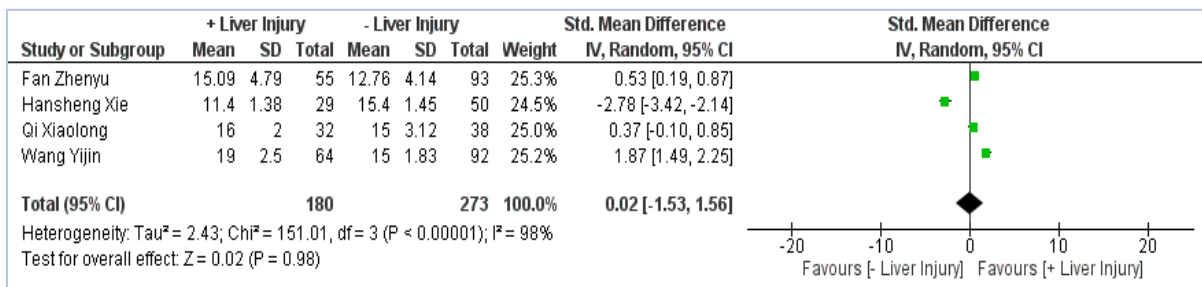 + Liver Injury - Liver Injury Std. Mean Difference Std. Mean Difference
Study or Subgroup Mean SD Total Mean SD Total Weight IV, Random, 95% CI IV, Random, 95% CI
Fan Zhenyu 15.09 4.79 55 12.76 4.14 93 25.3% 0.53 [0.19, 0.87]
Hansheng Xie 11.4 1.38 29 15.4 1.45 50 24.5% -2.78 [-3.42, -2.14]
Qi Xiaolong 16 2 32 15 3.12 38 25.0% 0.37 [-0.10, 0.85]
Wang Yijin 19 2.5 64 15 1.83 92 25.2% 1.87 [1.49, 2.25]
Total (95% CI) 180 273 100.0% 0.02 [-1.53, 1.56]
Heterogeneity: Tau² = 2.43; Chi² = 151.01, df = 3 (P < 0.00001); I² = 98%
Test for overall effect: Z = 0.02 (P = 0.98)
-20 -10 0 10 20
Favours [- Liver Injury] Favours [+ Liver Injury]